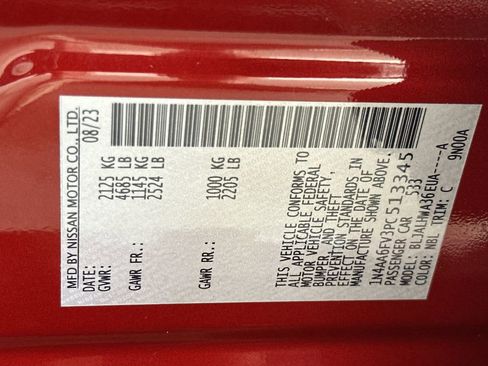 MFD BY NISSAN MOTOR CO., LTD.
DATE: 08/23
GVWR: 2125 KG
4685 LB
GAWR FR.: 1145 KG
2524 LB
GAWR RR.: 1000 KG
2205 LB
THIS VEHICLE CONFORMS TO
ALL APPLICABLE FEDERAL
MOTOR VEHICLE SAFETY,
BUMPER AND THEFT
PREVENTION STANDARDS IN
EFFECT ON THE DATE OF
MANUFACTURE SHOWN ABOVE.
1N4AA6FV3PC513345
PASSENGER CAR 533
MODEL: BLJALHWA36EUA----A
COLOR: NBL TRIM: C 9N00A